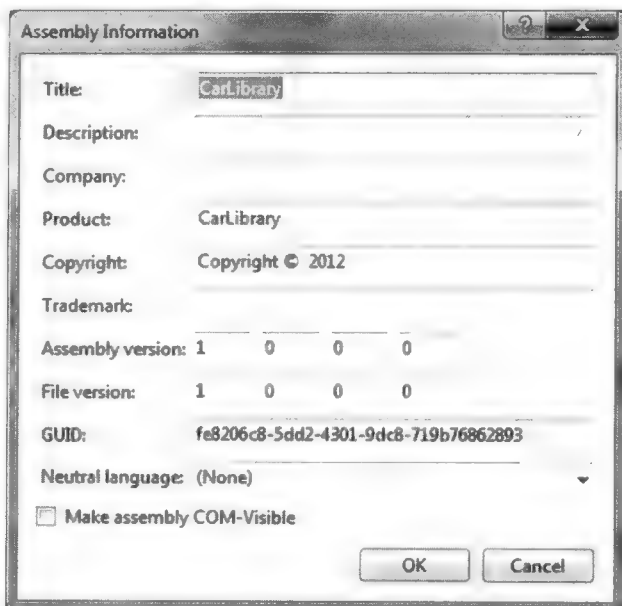 Assembly Information
Title: CarLibrary
Description:
Company:
Product: CarLibrary
Copyright: Copyright © 2012
Trademark:
Assembly version: 1 0 0 0
File version: 1 0 0 0
GUID: fe8206c8-5dd2-4301-9dc8-719b76862893
Neutral language: (None)
Make assembly COM-Visible
OK Cancel